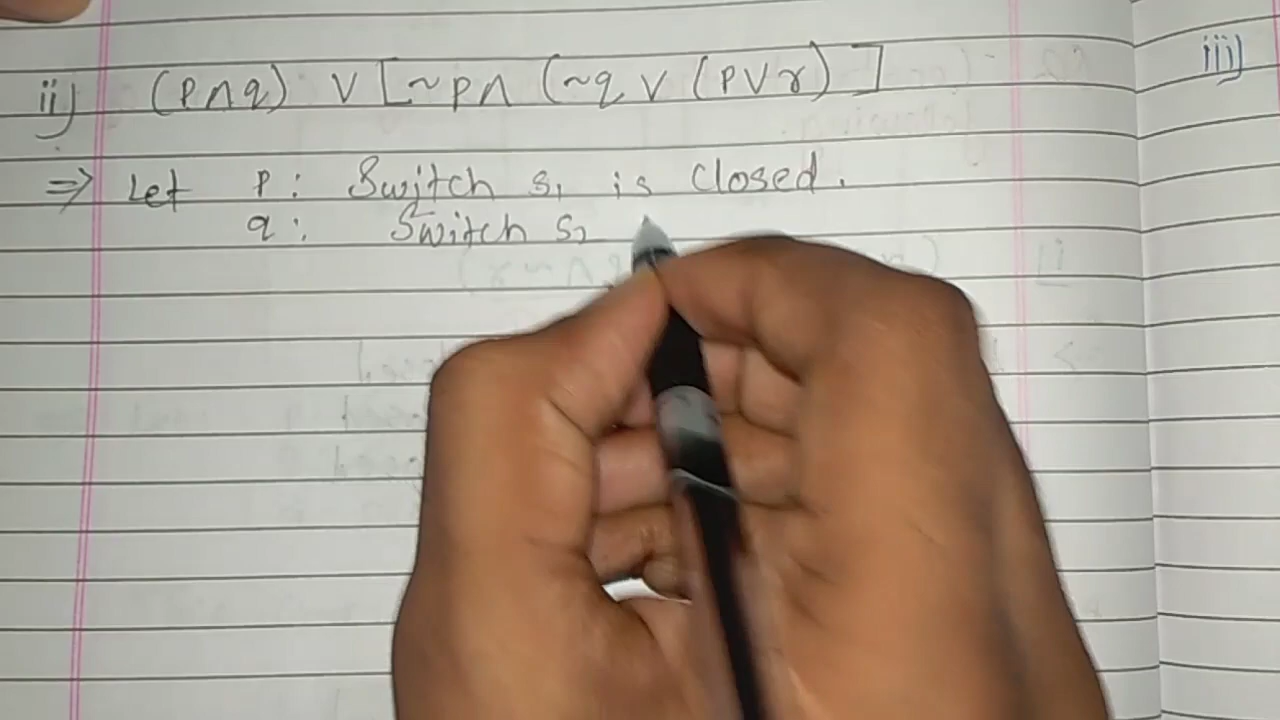 ii) (p∧q) ∨ [~p∧ (~q ∨ (p∨r) ]
iii)
⇒ Let p: Switch s₁ is closed.
q: Switch s₂